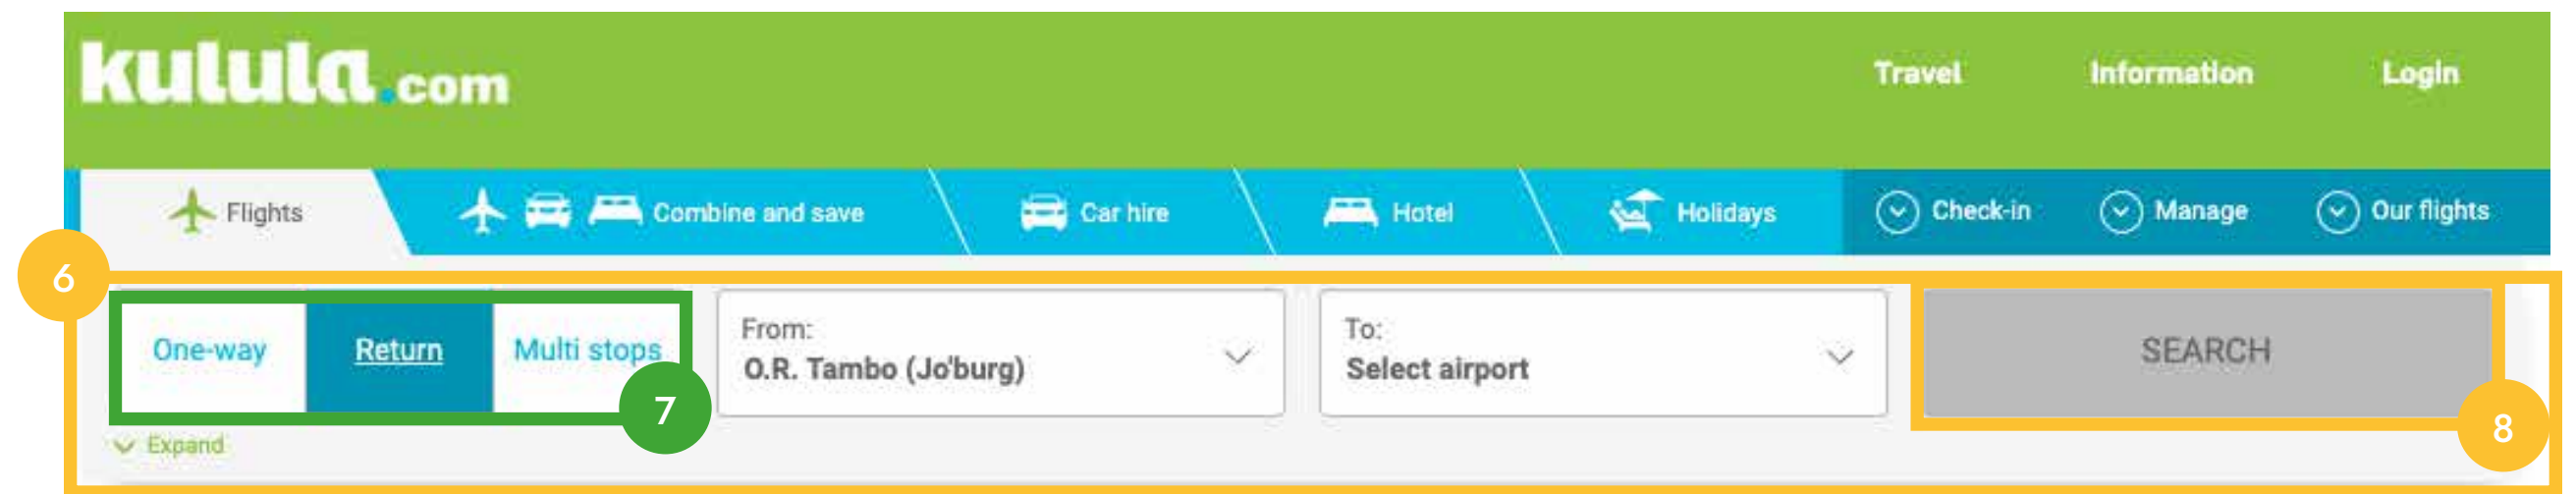 kulula.com
Travel Information Login
Flights Combine and save Car hire Hotel Holidays Check-in Manage Our flights
6
One-way Return Multi stops From: To: SEARCH
O.R. Tambo (Jo'burg) Select airport
7 8
Expand